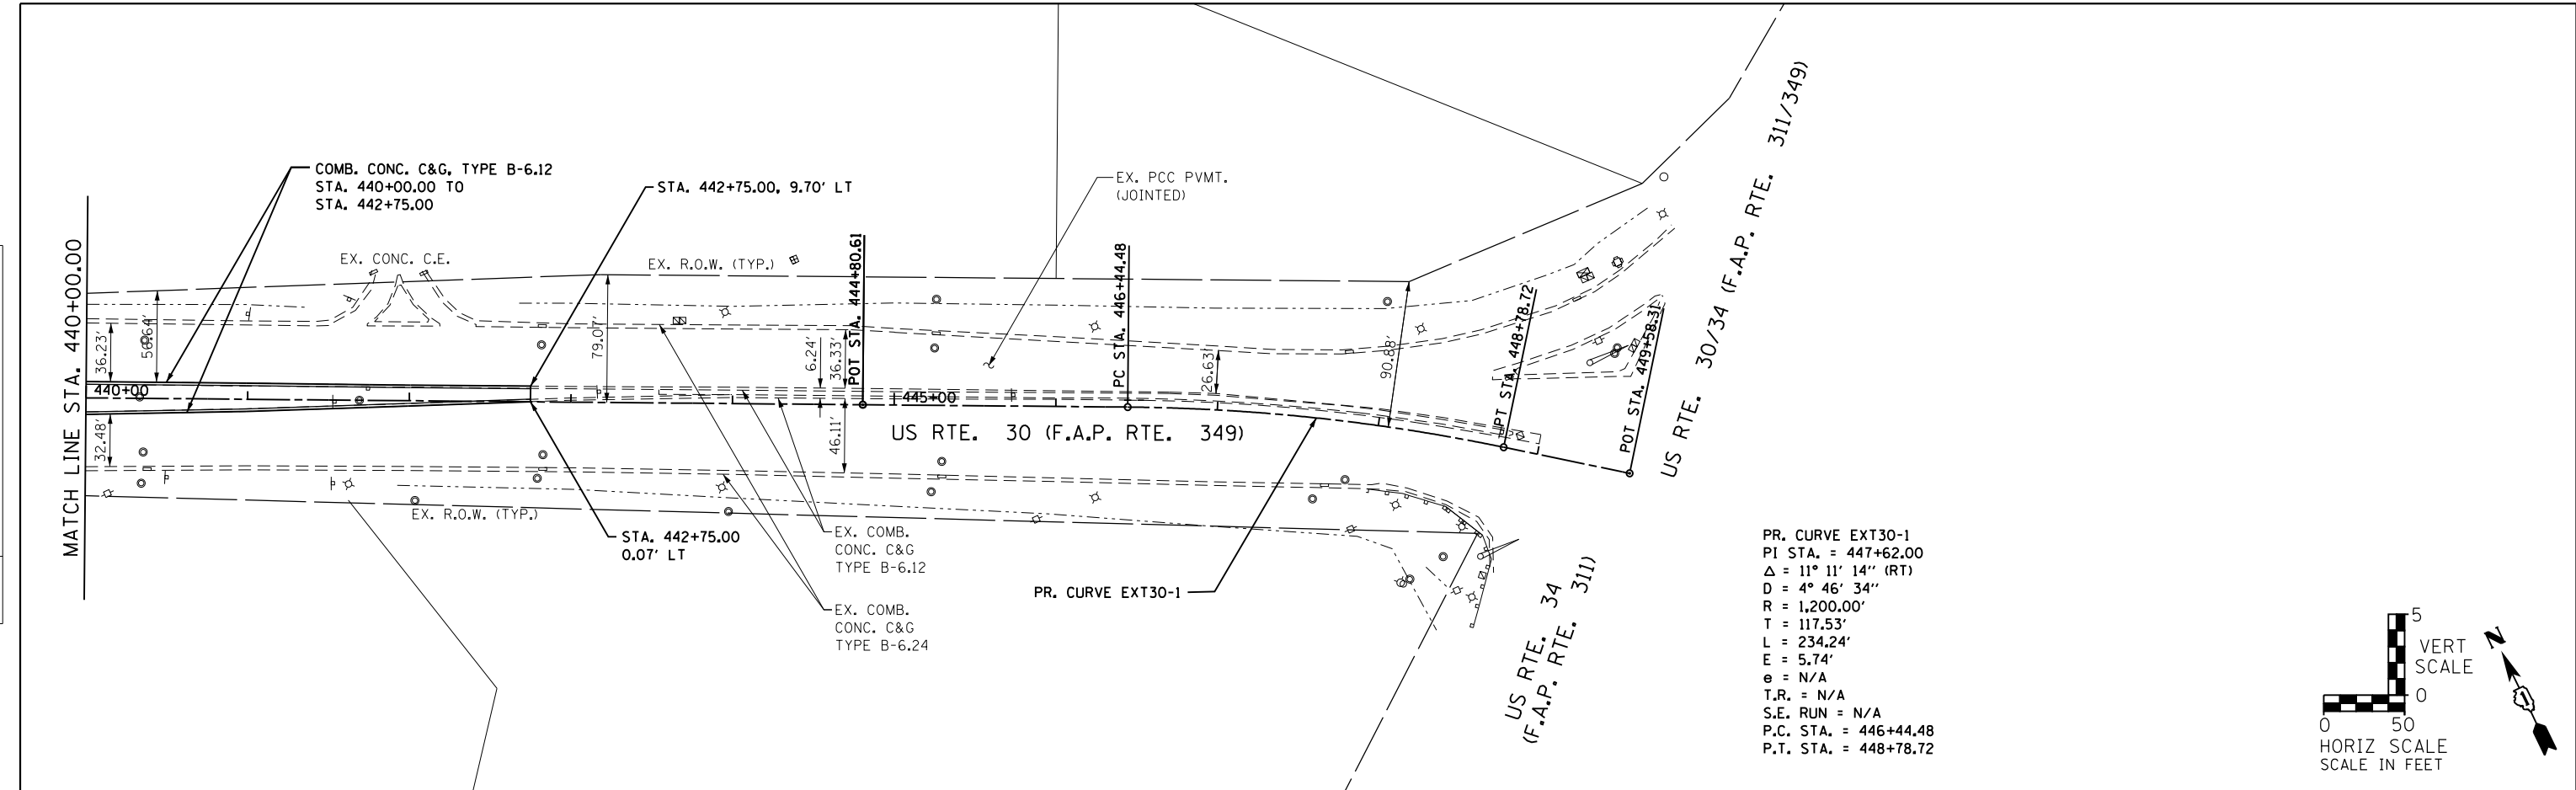 COMB. CONC. C&G, TYPE B-6.12
STA. 440+00.00 TO
STA. 442+75.00
STA. 442+75.00, 9.70' LT
EX. PCC PVMT.
(JOINTED)
EX. CONC. C.E.
EX. R.O.W. (TYP.)
MATCH LINE STA. 440+00.00
36.23'
56.64'
32.48'
440+00
79.07'
6.24'
36.33'
46.11'
POT STA. 444+80.61
445+00
PC STA. 446+44.48
26.63'
90.88'
PT STA. 448+78.72
POT STA. 449+58.31
US RTE. 30/34 (F.A.P. RTE. 311/349)
US RTE. 30 (F.A.P. RTE. 349)
EX. R.O.W. (TYP.)
STA. 442+75.00
0.07' LT
EX. COMB.
CONC. C&G
TYPE B-6.12
EX. COMB.
CONC. C&G
TYPE B-6.24
PR. CURVE EXT30-1
US RTE. 34
(F.A.P. RTE. 311)
PR. CURVE EXT30-1
PI STA. = 447+62.00
Δ = 11° 11' 14" (RT)
D = 4° 46' 34"
R = 1,200.00'
T = 117.53'
L = 234.24'
E = 5.74'
e = N/A
T.R. = N/A
S.E. RUN = N/A
P.C. STA. = 446+44.48
P.T. STA. = 448+78.72
5
VERT
SCALE
0
0 50
HORIZ SCALE
SCALE IN FEET
N